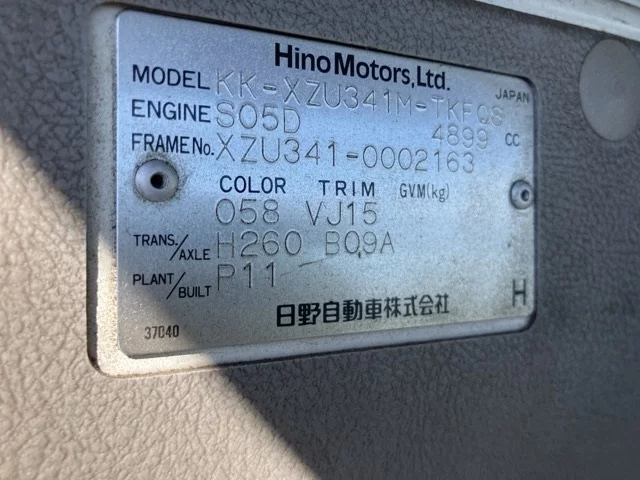 Hino Motors, Ltd.
MODEL KK-XZU341M-TKFQS JAPAN
ENGINE S05D 4899 CC
FRAME No. XZU341-0002163
COLOR TRIM GVM(kg)
058 VJ15
TRANS./AXLE H260 B09A
PLANT/BUILT P11
37040 日野自動車株式会社 H